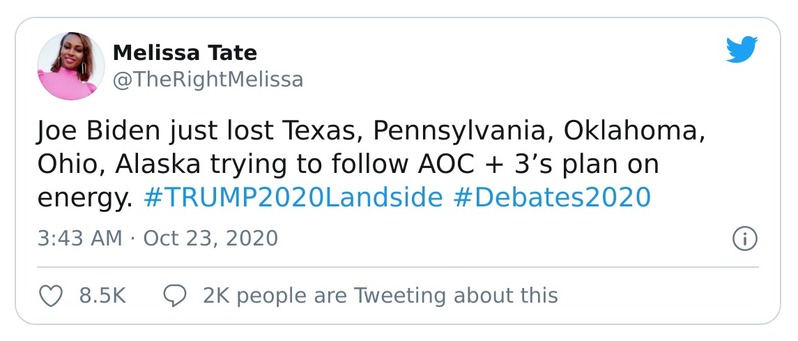 Melissa Tate
@TheRightMelissa
Joe Biden just lost Texas, Pennsylvania, Oklahoma,
Ohio, Alaska trying to follow AOC + 3’s plan on
energy. #TRUMP2020Landside #Debates2020
3:43 AM · Oct 23, 2020
8.5K 2K people are Tweeting about this